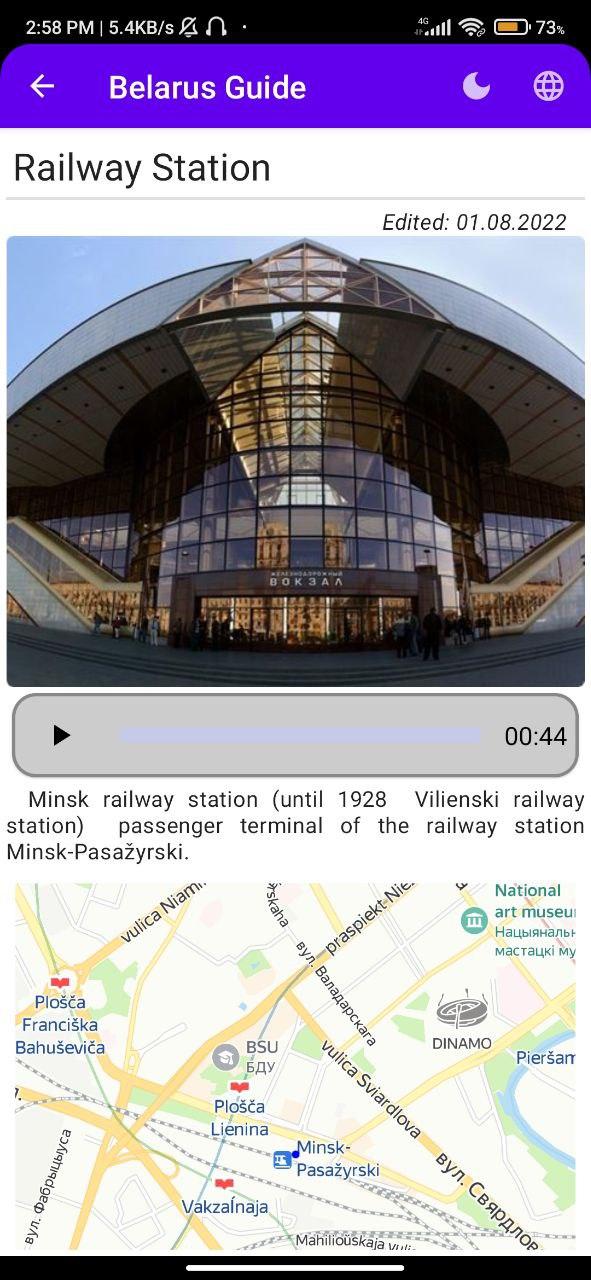 2:58 PM | 5.4KB/s
4G
73%
Belarus Guide
Railway Station
Edited: 01.08.2022
ЖЕЛЕЗНОДОРОЖНЫЙ
ВОКЗАЛ
00:44
Minsk railway station (until 1928 Vilienski railway
station) passenger terminal of the railway station
Minsk-Pasažyrski.
vulica Niami
praspiekt Nie
National
art museu
Нацыянальн
мастацкі му
вул. Валадарскага
Plošča
Franciška
Bahuševiča
DINAMO
BSU
БДУ
Pieršam
vulica Sviardlova
Plošča
Lienina
Minsk-
Pasažyrski
вул. Фабрыцыуса
Vakzaĺnaja
вул. Свярдлов
Mahilioŭskaja vuli